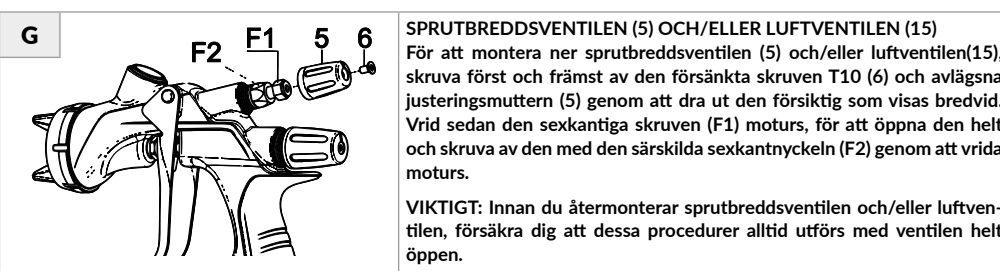 G
F2
F1
5
6
SPRUTBREDDSVENTILEN (5) OCH/ELLER LUFTVENTILEN (15)
För att montera ner sprutbreddsventilen (5) och/eller luftventilen(15),
skruva först och främst av den försänkta skruven T10 (6) och avlägsna
justeringsmuttern (5) genom att dra ut den försiktig som visas bredvid.
Vrid sedan den sexkantiga skruven (F1) moturs, för att öppna den helt
och skruva av den med den särskilda sexkantnyckeln (F2) genom att vrida
moturs.
VIKTIGT: Innan du återmonterar sprutbreddsventilen och/eller luftven-
tilen, försäkra dig att dessa procedurer alltid utförs med ventilen helt
öppen.